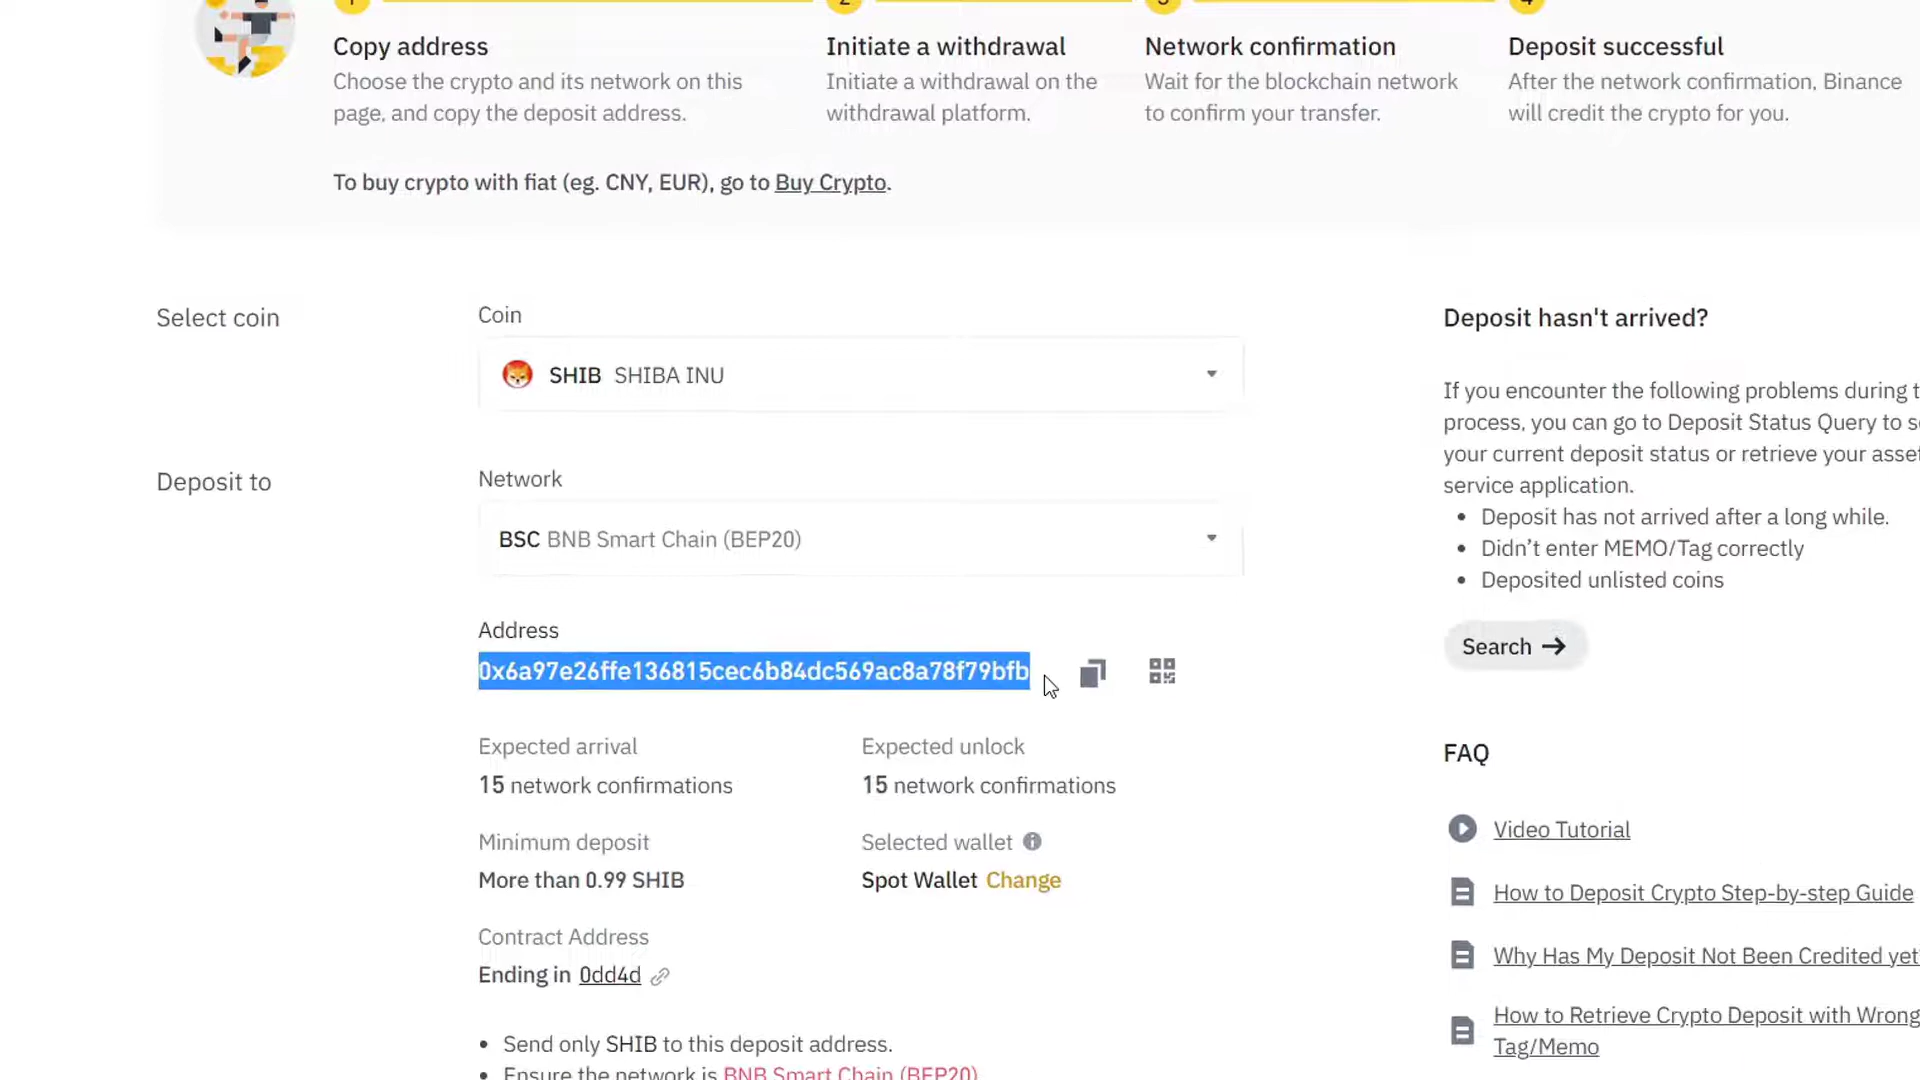 1 2 3 4
Copy address
Choose the crypto and its network on this
page, and copy the deposit address.
Initiate a withdrawal
Initiate a withdrawal on the
withdrawal platform.
Network confirmation
Wait for the blockchain network
to confirm your transfer.
Deposit successful
After the network confirmation, Binance
will credit the crypto for you.
To buy crypto with fiat (eg. CNY, EUR), go to Buy Crypto.
Select coin
Coin
SHIB SHIBA INU
Deposit to
Network
BSC BNB Smart Chain (BEP20)
Address
0x6a97e26ffe136815cec6b84dc569ac8a78f79bfb
Expected arrival
15 network confirmations
Expected unlock
15 network confirmations
Minimum deposit
More than 0.99 SHIB
Selected wallet
Spot Wallet Change
Contract Address
Ending in 0dd4d
• Send only SHIB to this deposit address.
• Ensure the network is BNB Smart Chain (BEP20)
Deposit hasn't arrived?
If you encounter the following problems during
process, you can go to Deposit Status Query to
your current deposit status or retrieve your
service application.
• Deposit has not arrived after a long while.
• Didn’t enter MEMO/Tag correctly
• Deposited unlisted coins
Search →
FAQ
Video Tutorial
How to Deposit Crypto Step-by-step Guide
Why Has My Deposit Not Been Credited yet
How to Retrieve Crypto Deposit with Wrong
Tag/Memo